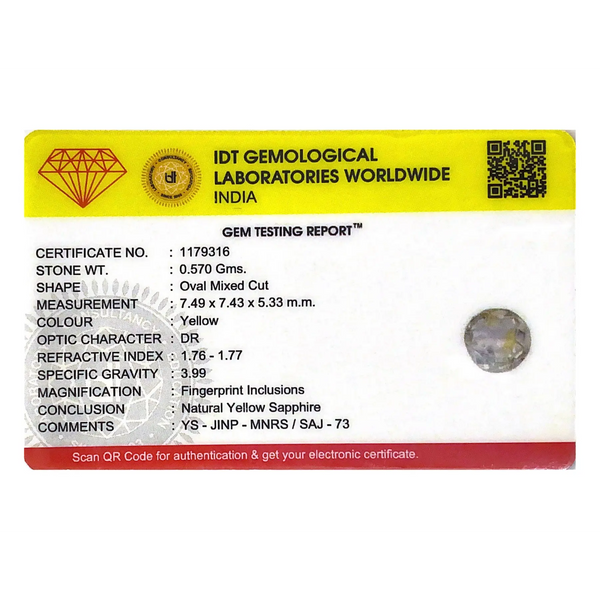 IDT GEMOLOGICAL
LABORATORIES WORLDWIDE
INDIA
GEM TESTING REPORT™
CERTIFICATE NO. : 1179316
STONE WT. : 0.570 Gms.
SHAPE : Oval Mixed Cut
MEASUREMENT : 7.49 x 7.43 x 5.33 m.m.
COLOUR : Yellow
OPTIC CHARACTER : DR
REFRACTIVE INDEX : 1.76 - 1.77
SPECIFIC GRAVITY : 3.99
MAGNIFICATION : Fingerprint Inclusions
CONCLUSION : Natural Yellow Sapphire
COMMENTS : YS - JINP - MNRS / SAJ - 73
Scan QR Code for authentication & get your electronic certificate.